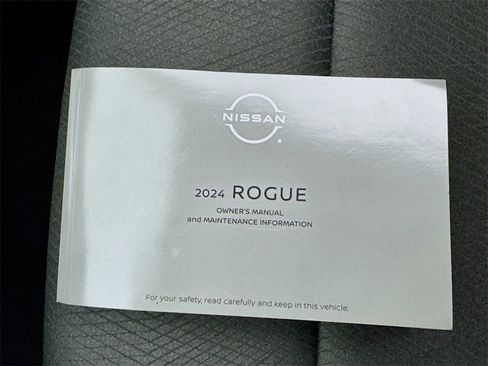 NISSAN
2024 ROGUE
OWNER'S MANUAL
and MAINTENANCE INFORMATION
For your safety, read carefully and keep in this vehicle.